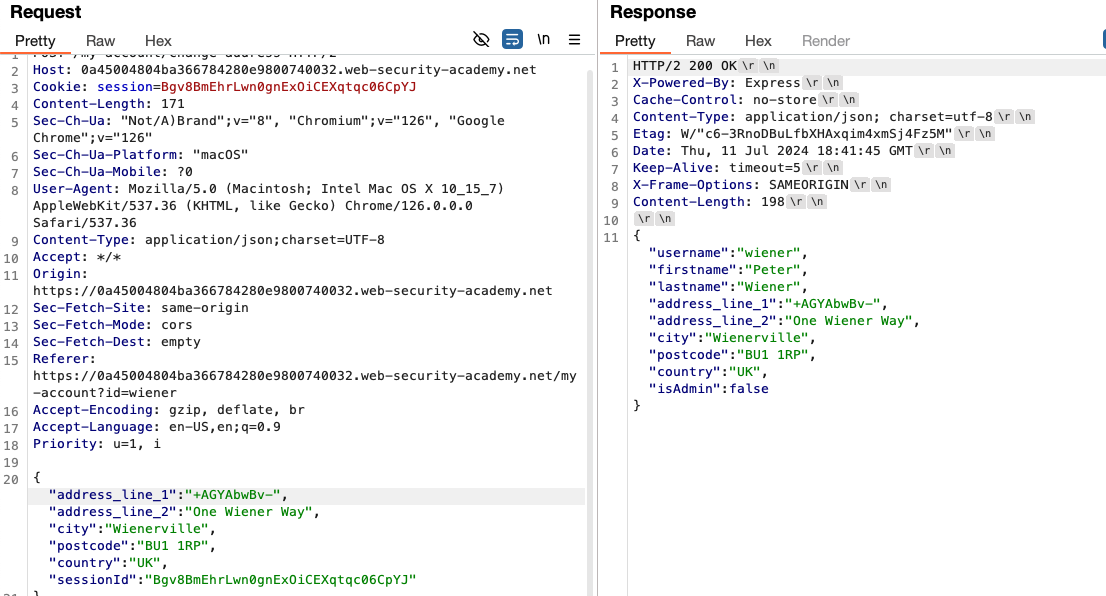 Request
Pretty Raw Hex \n
2 Host: 0a45004804ba366784280e9800740032.web-security-academy.net
3 Cookie: session=Bgv8BmEhrLwn0gnExOiCEXqtqc06CpYJ
4 Content-Length: 171
5 Sec-Ch-Ua: "Not/A)Brand";v="8", "Chromium";v="126", "Google
Chrome";v="126"
6 Sec-Ch-Ua-Platform: "macOS"
7 Sec-Ch-Ua-Mobile: ?0
8 User-Agent: Mozilla/5.0 (Macintosh; Intel Mac OS X 10_15_7)
AppleWebKit/537.36 (KHTML, like Gecko) Chrome/126.0.0.0
Safari/537.36
9 Content-Type: application/json;charset=UTF-8
10 Accept: */*
11 Origin:
https://0a45004804ba366784280e9800740032.web-security-academy.net
12 Sec-Fetch-Site: same-origin
13 Sec-Fetch-Mode: cors
14 Sec-Fetch-Dest: empty
15 Referer:
https://0a45004804ba366784280e9800740032.web-security-academy.net/my
-account?id=wiener
16 Accept-Encoding: gzip, deflate, br
17 Accept-Language: en-US,en;q=0.9
18 Priority: u=1, i
19
20 {
"address_line_1":"+AGYAbwBv-",
"address_line_2":"One Wiener Way",
"city":"Wienerville",
"postcode":"BU1 1RP",
"country":"UK",
"sessionId":"Bgv8BmEhrLwn0gnExOiCEXqtqc06CpYJ"
}
Response
Pretty Raw Hex Render
1 HTTP/2 200 OK \r \n
2 X-Powered-By: Express \r \n
3 Cache-Control: no-store \r \n
4 Content-Type: application/json; charset=utf-8 \r \n
5 Etag: W/"c6-3RnoDBuLfbXHAxqim4xmSj4Fz5M" \r \n
6 Date: Thu, 11 Jul 2024 18:41:45 GMT \r \n
7 Keep-Alive: timeout=5 \r \n
8 X-Frame-Options: SAMEORIGIN \r \n
9 Content-Length: 198 \r \n
10 \r \n
11 {
"username":"wiener",
"firstname":"Peter",
"lastname":"Wiener",
"address_line_1":"+AGYAbwBv-",
"address_line_2":"One Wiener Way",
"city":"Wienerville",
"postcode":"BU1 1RP",
"country":"UK",
"isAdmin":false
}